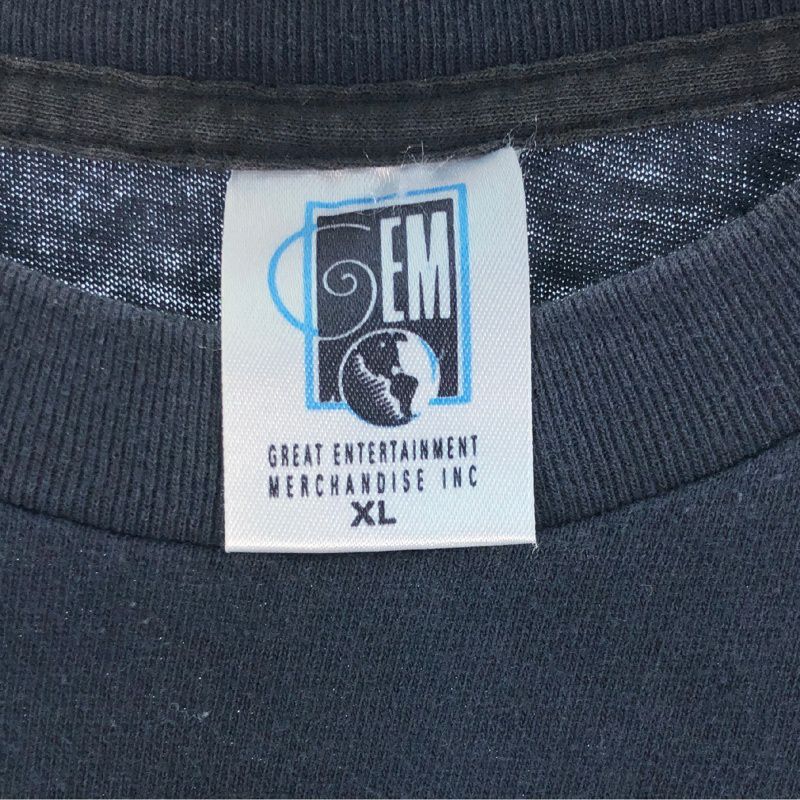 GEM
GREAT ENTERTAINMENT
MERCHANDISE INC
XL